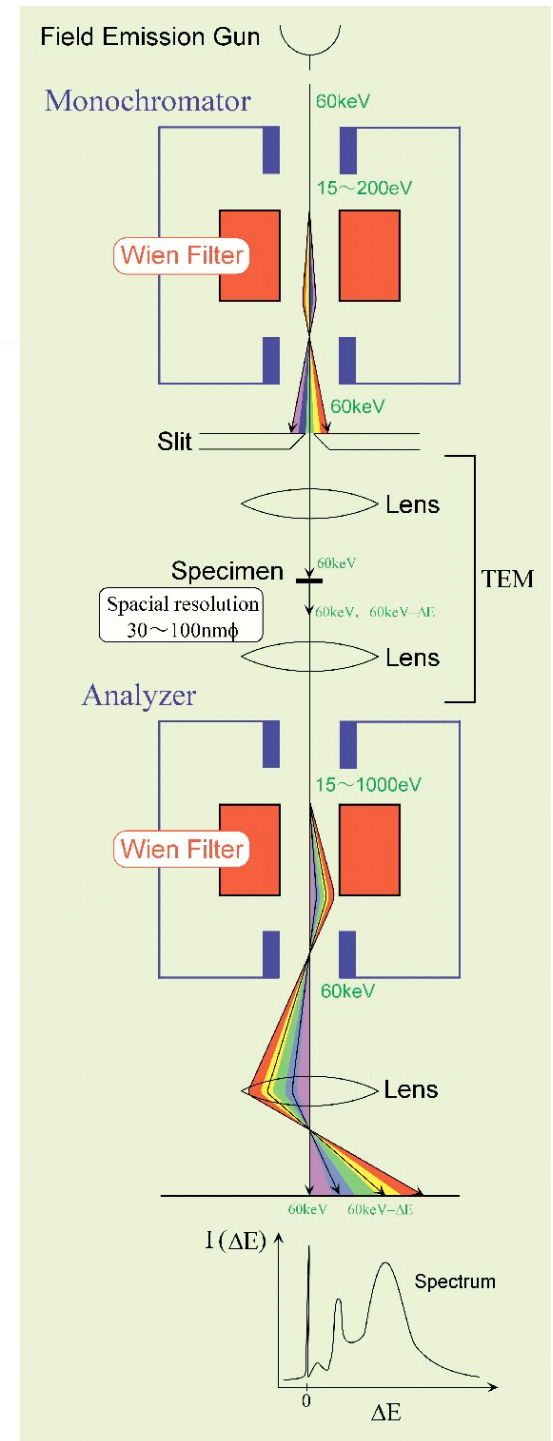 Field Emission Gun
Monochromator
60keV
15～200eV
Wien Filter
60keV
Slit
Lens
60keV
Specimen
TEM
60keV, 60keV-ΔE
Spacial resolution
30～100nmϕ
Lens
Analyzer
15～1000eV
Wien Filter
60keV
Lens
60keV 60keV-ΔE
I (ΔE)
Spectrum
0
ΔE